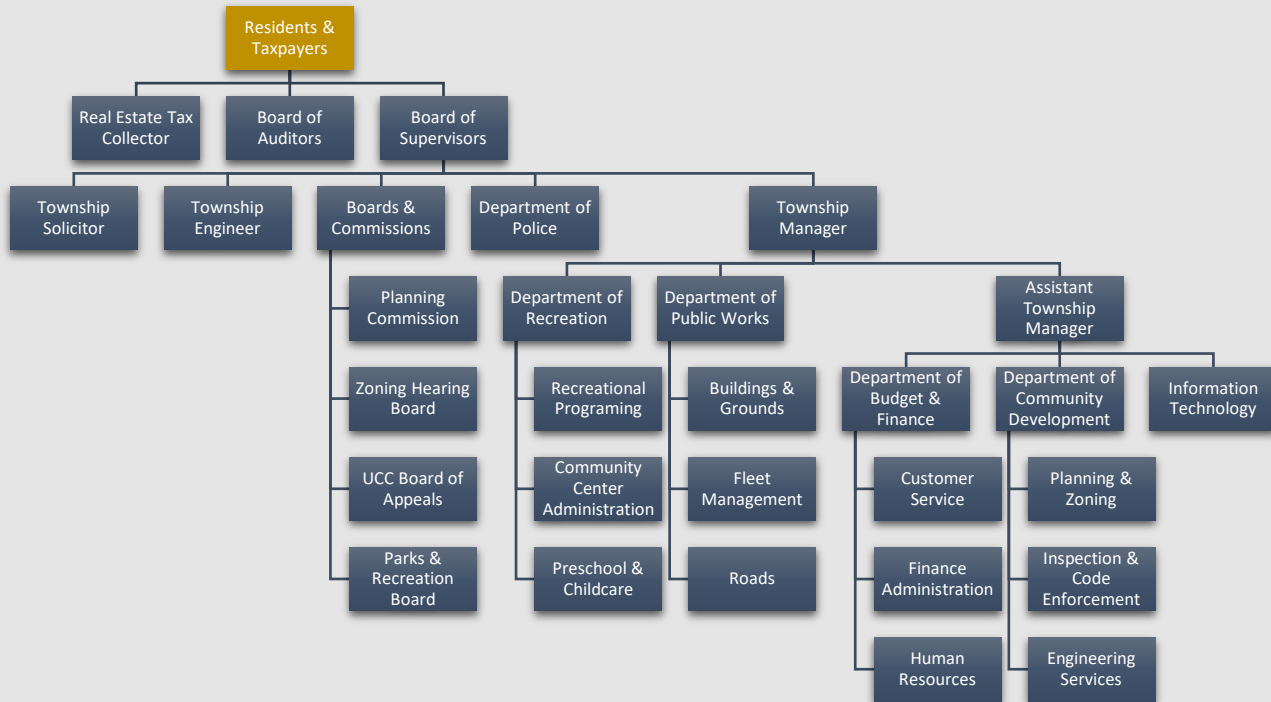 Residents &
Taxpayers
Real Estate Tax
Collector
Board of
Auditors
Board of
Supervisors
Township
Solicitor
Township
Engineer
Boards &
Commissions
Department of
Police
Township
Manager
Planning
Commission
Zoning Hearing
Board
UCC Board of
Appeals
Parks &
Recreation
Board
Department of
Recreation
Recreational
Programing
Community
Center
Administration
Preschool &
Childcare
Department of
Public Works
Buildings &
Grounds
Fleet
Management
Roads
Assistant
Township
Manager
Department of
Budget &
Finance
Customer
Service
Finance
Administration
Human
Resources
Department of
Community
Development
Planning &
Zoning
Inspection &
Code
Enforcement
Engineering
Services
Information
Technology